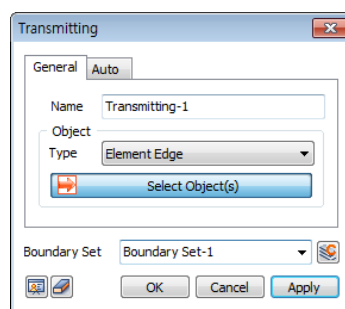 Transmitting
General Auto
Name Transmitting-1
Object
Type Element Edge
Select Object(s)
Boundary Set Boundary Set-1
OK Cancel Apply